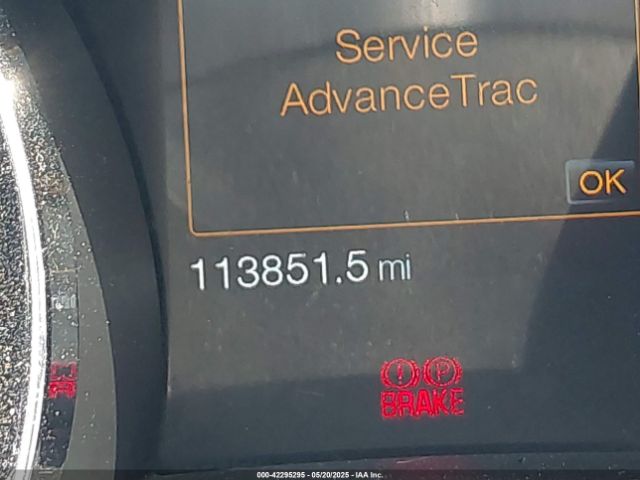 Service
AdvanceTrac
OK
113851.5 mi
(!) (P)
BRAKE
000-42295295 - 05/20/2025 - IAA Inc.